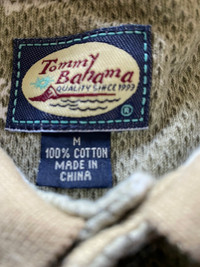 Tommy
Bahama
QUALITY SINCE 1993
®
M
100% COTTON
MADE IN
CHINA